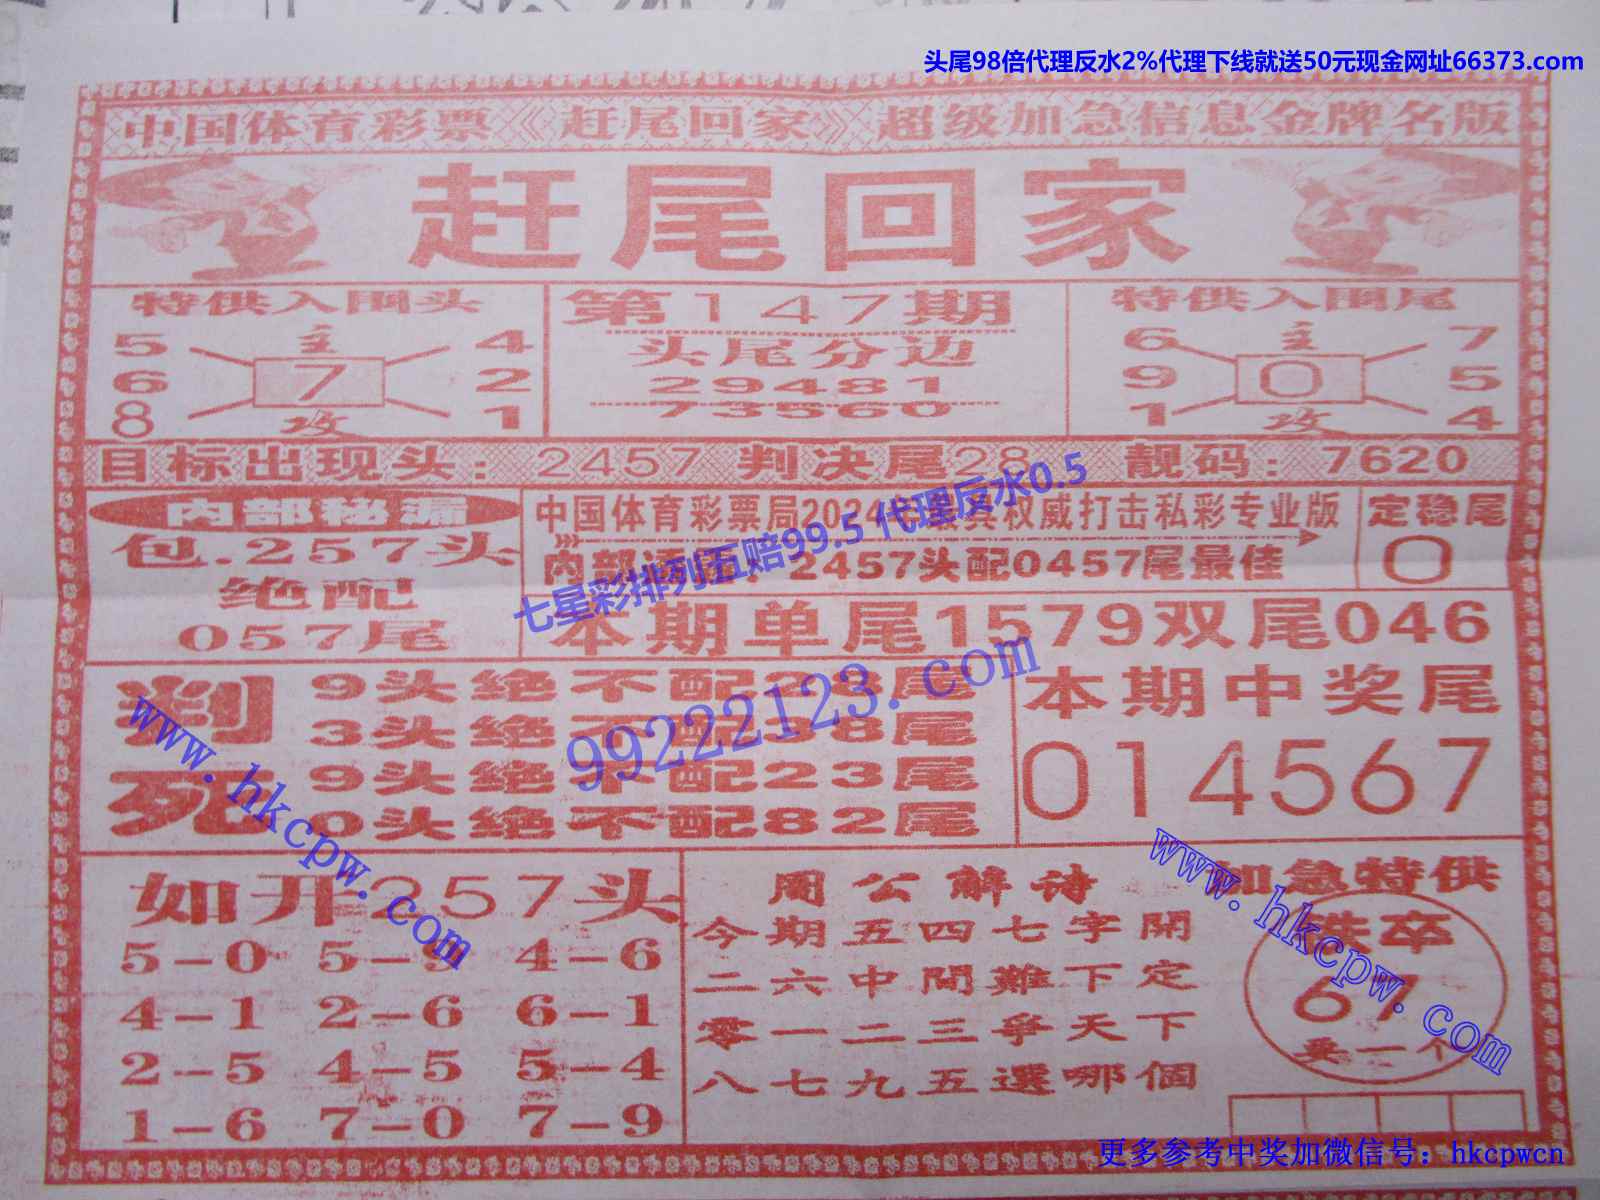 头尾98倍代理反水2%代理下线就送50元现金网址66373.com
中国体育彩票《赶尾回家》超级加急信息金牌名版
赶尾回家
特供入围头
5 主 4
6 7 2
8 攻 1
第147期
头尾分边
29481
73560
特供入围尾
6 主 7
9 0 5
1 攻 4
目标出现头：2457 判决尾28 靓码：7620
内部秘漏
包.257头
绝配
057尾
中国体育彩票局2024 权威打击私彩专业版
内部 2457头配0457尾最佳
定稳尾
0
七星彩排列五赔99.5 代理反水0.5
本期单尾1579双尾046
判死
9头绝不配 8尾
3头绝不配 8尾
9头绝不配23尾
0头绝不配82尾
99222123.com
本期中奖尾
014567
www.hkcpw.com
如开257头
5-0 5-9 4-6
4-1 2-6 6-1
2-5 4-5 5-4
1-6 7-0 7-9
周公解诗
今期五四七字開
二六中間難下定
零一二三爭天下
八七九五選哪個
加急特供
卒
67
一个
www.hkcpw.com
更多参考中奖加微信号：hkcpwcn